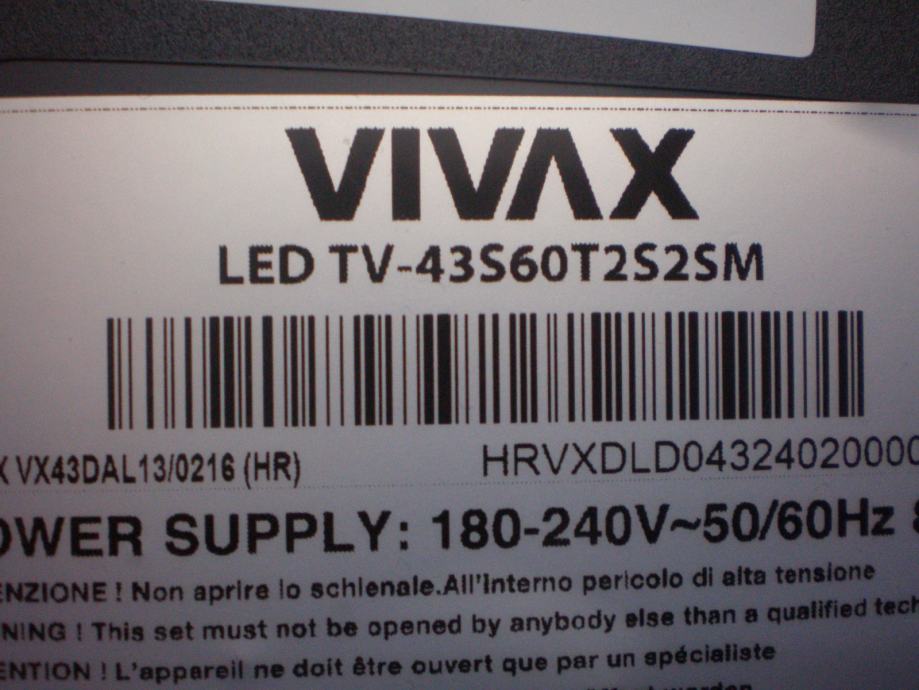 VIVAX
LED TV-43S60T2S2SM
X VX43DAL13/0216 (HR) HRVXDLD04324020000
OWER SUPPLY: 180-240V~50/60Hz
ENZIONE ! Non aprire lo schienale.All'Interno pericolo di alta tensione
NING ! This set must not be opened by anybody else than a qualified tech
ENTION ! L'appareil ne doit être ouvert que par un spécialiste